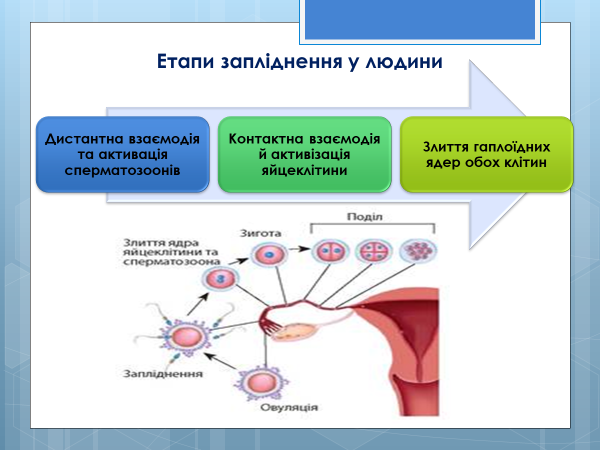 Етапи запліднення у людини
Дистантна взаємодія
та активація
сперматозоонів
Контактна взаємодія
й активізація
яйцеклітини
Злиття гаплоїдних
ядер обох клітин
Поділ
Зигота
Злиття ядра
яйцеклітини та
сперматозоона
Запліднення
Овуляція